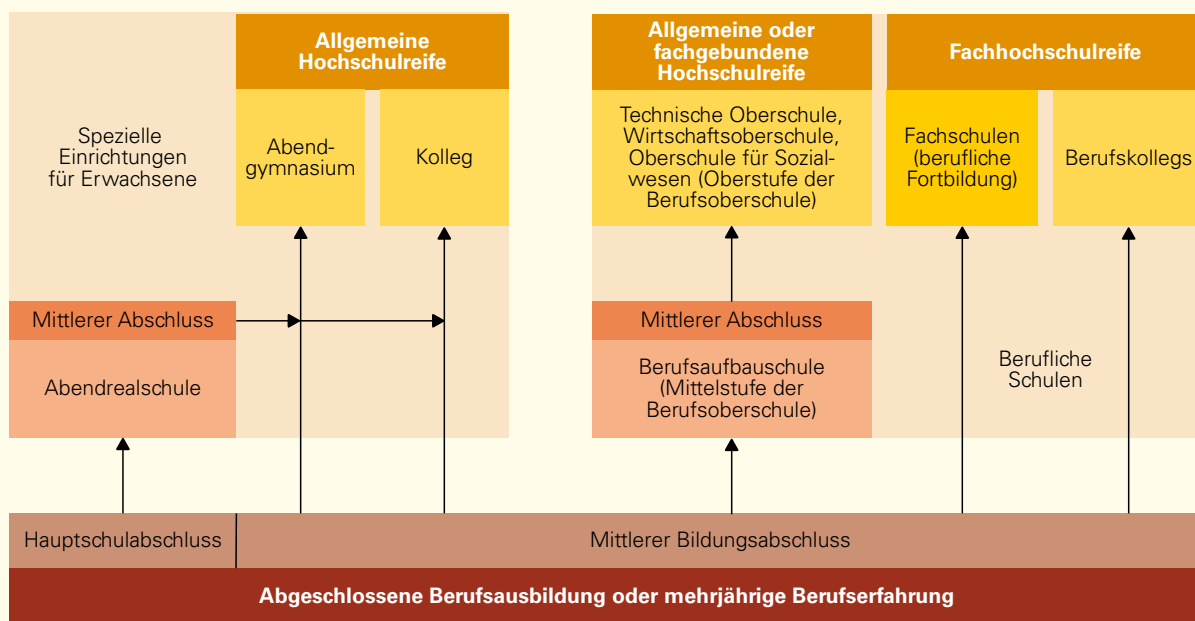 Allgemeine
Hochschulreife
Allgemeine oder
fachgebundene
Hochschulreife
Fachhochschulreife
Spezielle
Einrichtungen
für Erwachsene
Abend-
gymnasium
Kolleg
Technische Oberschule,
Wirtschaftsoberschule,
Oberschule für Sozial-
wesen (Oberstufe der
Berufsoberschule)
Fachschulen
(berufliche
Fortbildung)
Berufskollegs
Mittlerer Abschluss
Mittlerer Abschluss
Abendrealschule
Berufsaufbauschule
(Mittelstufe der
Berufsoberschule)
Berufliche
Schulen
Hauptschulabschluss
Mittlerer Bildungsabschluss
Abgeschlossene Berufsausbildung oder mehrjährige Berufserfahrung